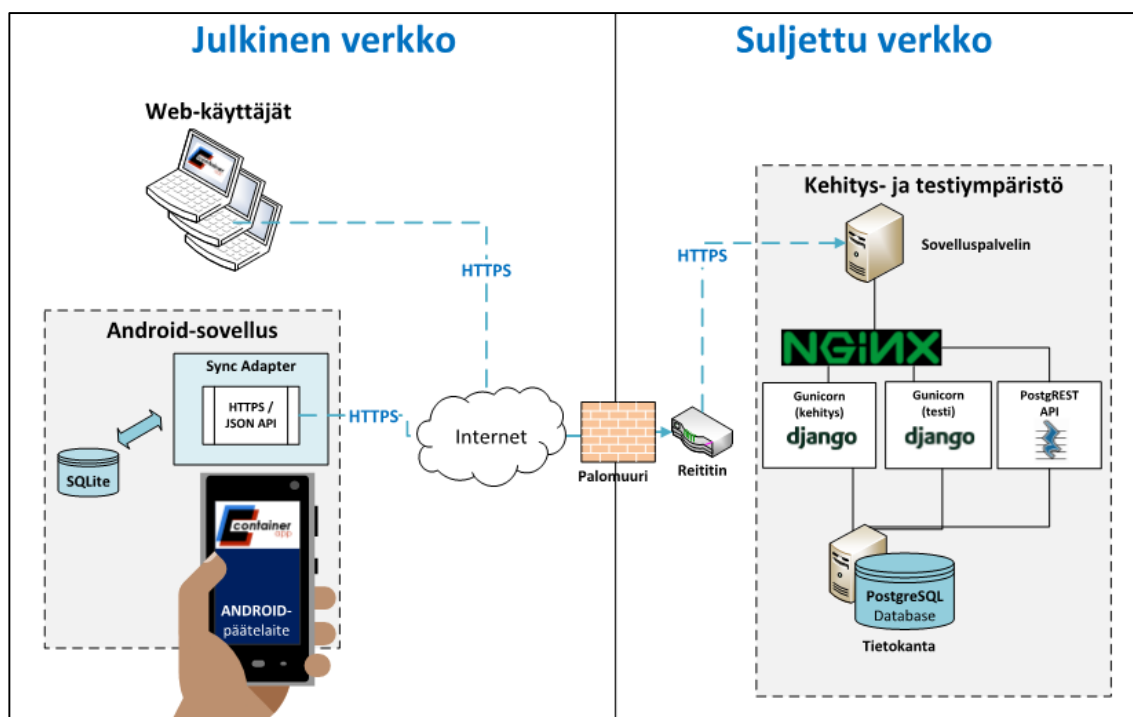 Julkinen verkko
Suljettu verkko
Web-käyttäjät
container
HTTPS
HTTPS
Kehitys- ja testiympäristö
Sovelluspalvelin
NGiNX
Gunicorn
(kehitys)
django
Gunicorn
(testi)
django
PostgREST
API
Android-sovellus
Sync Adapter
HTTPS /
JSON API
HTTPS
SQLite
Internet
Palomuuri
Reititin
container
app
ANDROID-
päätelaite
PostgreSQL
Database
Tietokanta